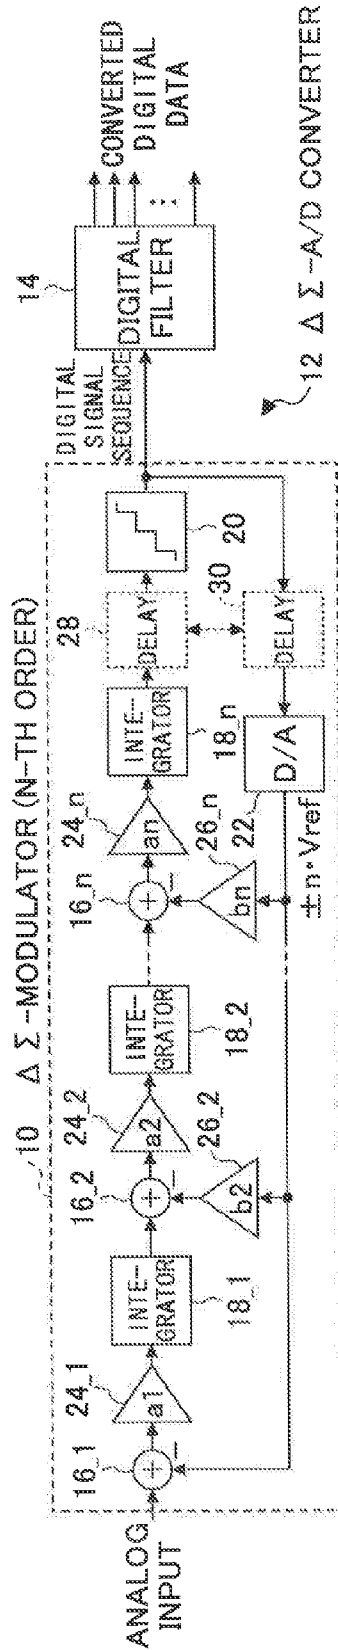 10 Δ Σ -MODULATOR (N-TH ORDER)
ANALOG
INPUT
16_1
24_1
a1
INTE-
GRATOR
18_1
16_2
24_2
a2
b2
26_2
INTE-
GRATOR
18_2
16_n
24_n
an
bn
26_n
INTE-
GRATOR
18_n
28
DELAY
20
30
DELAY
22
D/A
±n·Vref
DIGITAL
SIGNAL
SEQUENCE
14
DIGITAL
FILTER
CONVERTED
DIGITAL
DATA
12 Δ Σ -A/D CONVERTER